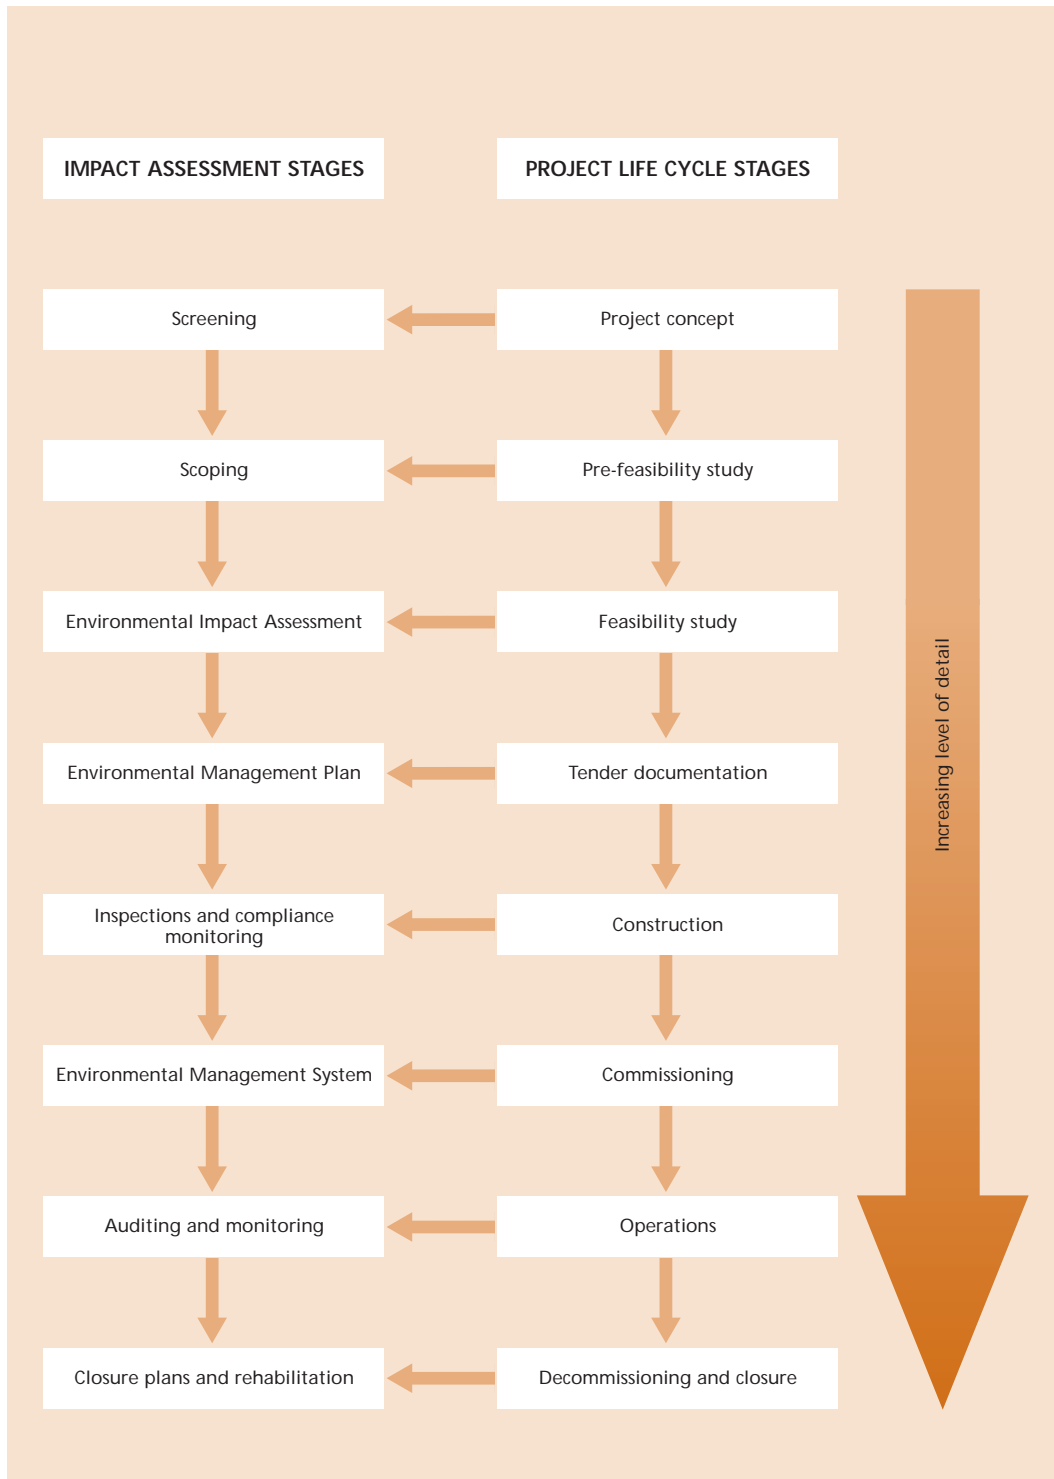 IMPACT ASSESSMENT STAGES
PROJECT LIFE CYCLE STAGES
Screening
Project concept
Scoping
Pre-feasibility study
Environmental Impact Assessment
Feasibility study
Environmental Management Plan
Tender documentation
Inspections and compliance
monitoring
Construction
Environmental Management System
Commissioning
Auditing and monitoring
Operations
Closure plans and rehabilitation
Decommissioning and closure
Increasing level of detail